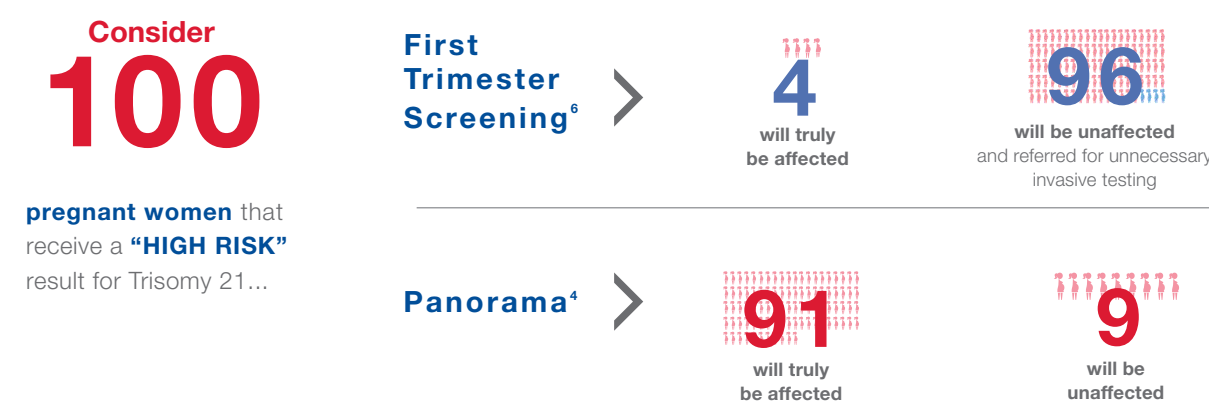 Consider
100
pregnant women that
receive a “HIGH RISK”
result for Trisomy 21...
First
Trimester
Screening⁶
4
will truly
be affected
96
will be unaffected
and referred for unnecessary
invasive testing
Panorama⁴
91
will truly
be affected
9
will be
unaffected